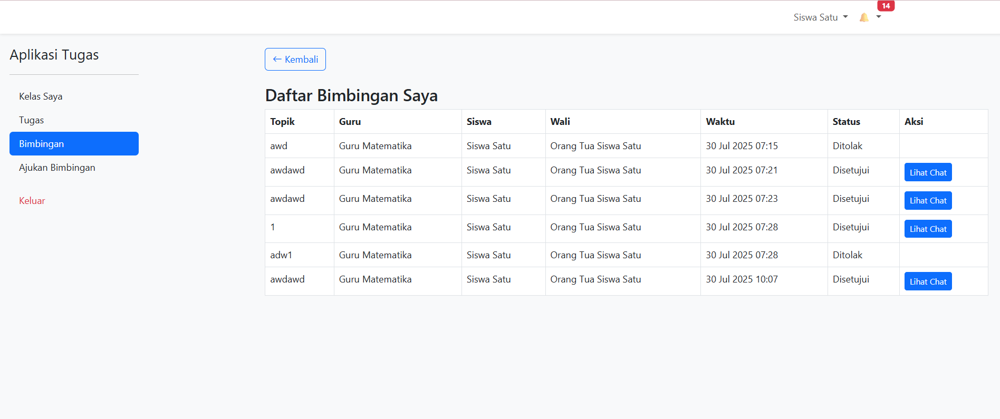 Siswa Satu 14
Aplikasi Tugas
Kelas Saya
Tugas
Bimbingan
Ajukan Bimbingan
Keluar
← Kembali
Daftar Bimbingan Saya
Topik Guru Siswa Wali Waktu Status Aksi
awd Guru Matematika Siswa Satu Orang Tua Siswa Satu 30 Jul 2025 07:15 Ditolak
awdawd Guru Matematika Siswa Satu Orang Tua Siswa Satu 30 Jul 2025 07:21 Disetujui Lihat Chat
awdawd Guru Matematika Siswa Satu Orang Tua Siswa Satu 30 Jul 2025 07:23 Disetujui Lihat Chat
1 Guru Matematika Siswa Satu Orang Tua Siswa Satu 30 Jul 2025 07:28 Disetujui Lihat Chat
adw1 Guru Matematika Siswa Satu Orang Tua Siswa Satu 30 Jul 2025 07:28 Ditolak
awdawd Guru Matematika Siswa Satu Orang Tua Siswa Satu 30 Jul 2025 10:07 Disetujui Lihat Chat